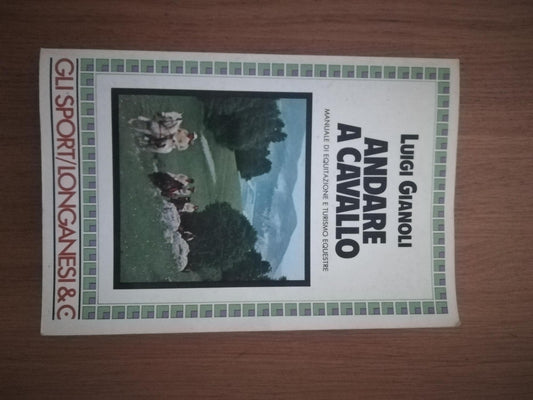 LUIGI GIANOLI
ANDARE
A CAVALLO
MANUALE DI EQUITAZIONE E TURISMO EQUESTRE
GLI SPORT/LONGANESI & C